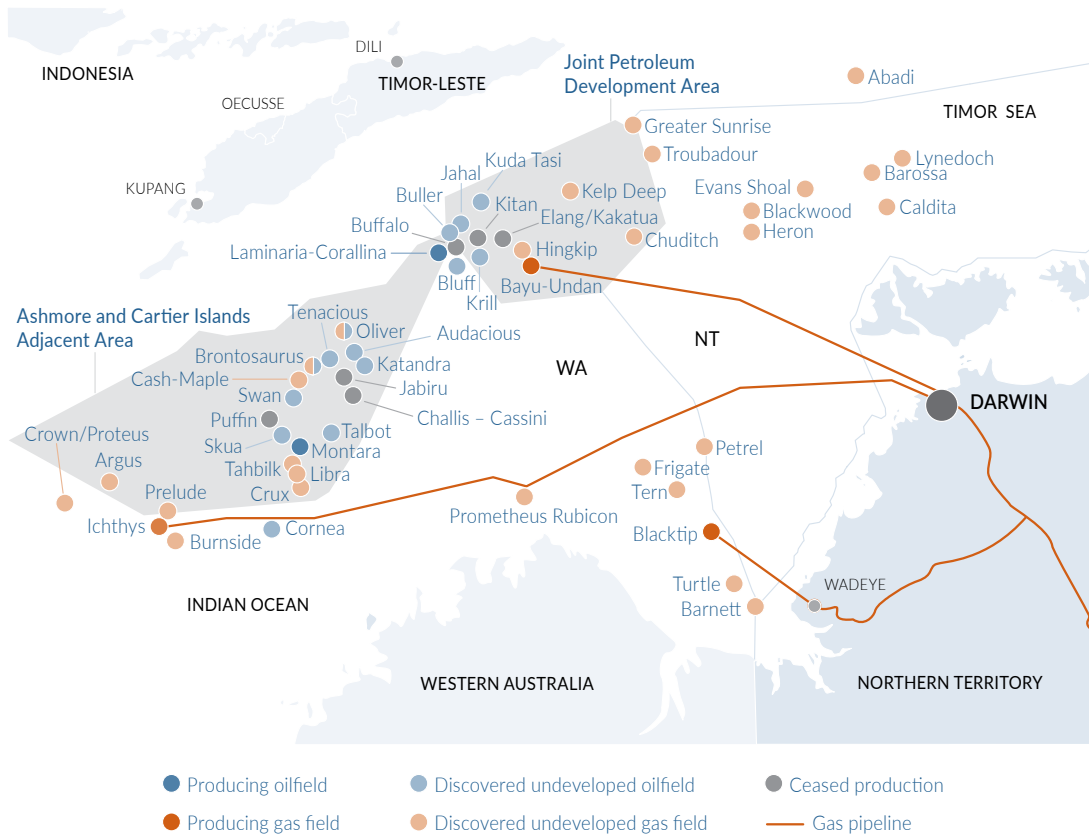 DILI
INDONESIA
TIMOR-LESTE
Joint Petroleum
Development Area
Abadi
OECUSSE
TIMOR SEA
Greater Sunrise
Troubadour
Lynedoch
Barossa
Kuda Tasi
Jahal
KUPANG
Buller
Kelp Deep
Evans Shoal
Kitan
Blackwood
Caldita
Elang/Kakatua
Buffalo
Heron
Chuditch
Laminaria-Corallina
Hingkip
Bluff
Bayu-Undan
Krill
Ashmore and Cartier Islands
Adjacent Area
Tenacious
Oliver
Audacious
NT
Brontosaurus
Katandra
WA
Cash-Maple
Jabiru
Swan
DARWIN
Puffin
Challis – Cassini
Crown/Proteus
Talbot
Skua
Montara
Petrel
Argus
Tahbilk
Libra
Frigate
Prelude
Crux
Tern
Prometheus Rubicon
Ichthys
Cornea
Burnside
Blacktip
Turtle
WADEYE
INDIAN OCEAN
Barnett
WESTERN AUSTRALIA
NORTHERN TERRITORY
Producing oilfield
Discovered undeveloped oilfield
Ceased production
Producing gas field
Discovered undeveloped gas field
Gas pipeline